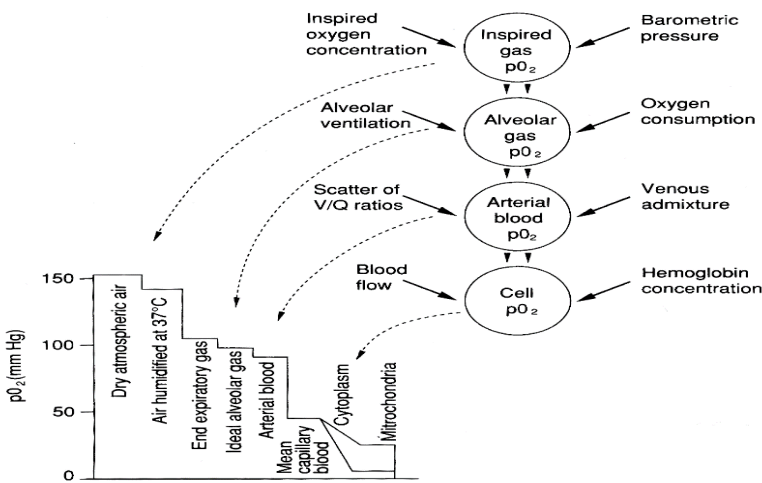 Inspired
oxygen
concentration
Inspired
gas
pO2
Barometric
pressure
Alveolar
ventilation
Alveolar
gas
pO2
Oxygen
consumption
Scatter of
V/Q ratios
Arterial
blood
pO2
Venous
admixture
Blood
flow
Cell
pO2
Hemoglobin
concentration
pO2(mm Hg)
150
100
50
0
Dry atmospheric air
Air humidified at 37°C
End expiratory gas
Ideal alveolar gas
Arterial blood
Mean
capillary
blood
Cytoplasm
Mitrochondria